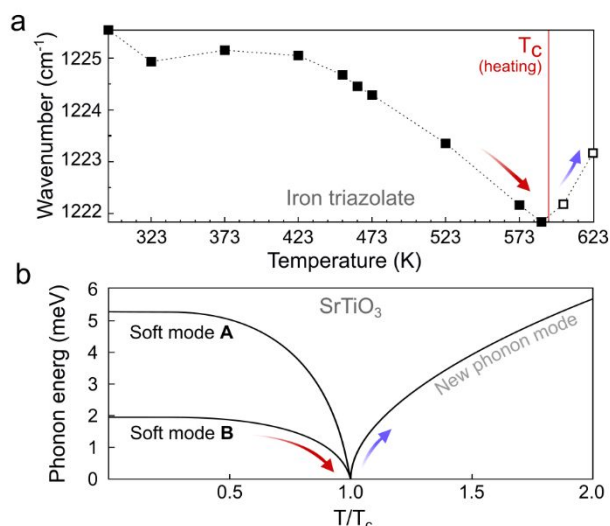 a
Wavenumber (cm⁻¹)
1225
1224
1223
1222
T_C
(heating)
Iron triazolate
323 373 423 473 523 573 623
Temperature (K)
b
Phonon energ (meV)
6
5
4
3
2
1
0
SrTiO₃
Soft mode A
Soft mode B
New phonon mode
0.5 1.0 1.5 2.0
T/T_c